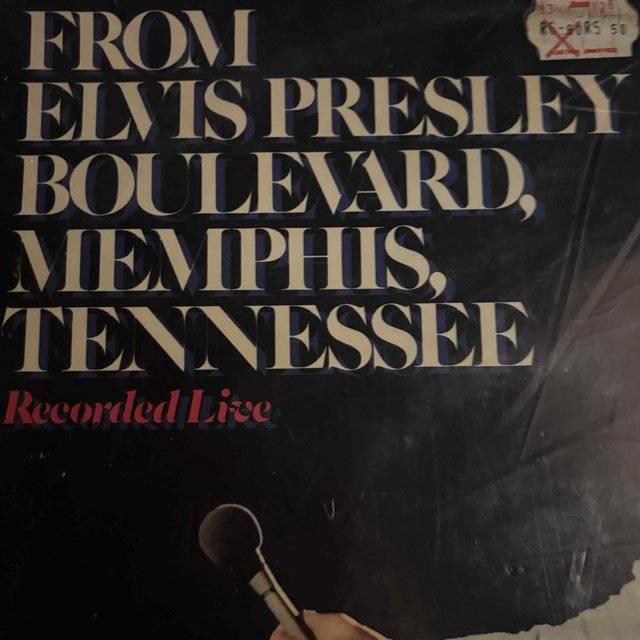 FROM
ELVIS PRESLEY
BOULEVARD,
MEMPHIS,
TENNESSEE
Recorded Live